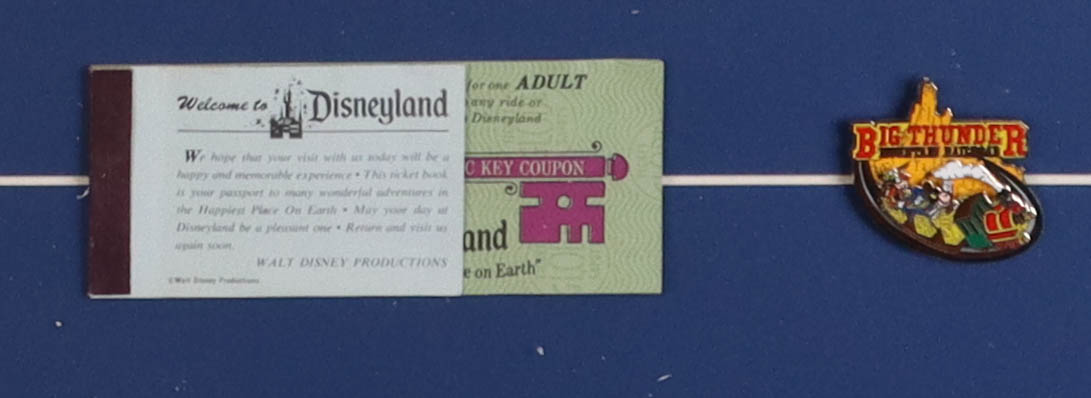 Welcome to Disneyland
We hope that your visit with us today will be a
happy and memorable experience • This ticket book
is your passport to many wonderful adventures in
the Happiest Place On Earth • May your day at
Disneyland be a pleasant one • Return and visit us
again soon.
WALT DISNEY PRODUCTIONS
©Walt Disney Productions
for one ADULT
any ride or
Disneyland
C KEY COUPON
and
e on Earth"
BIG THUNDER
RAILROAD